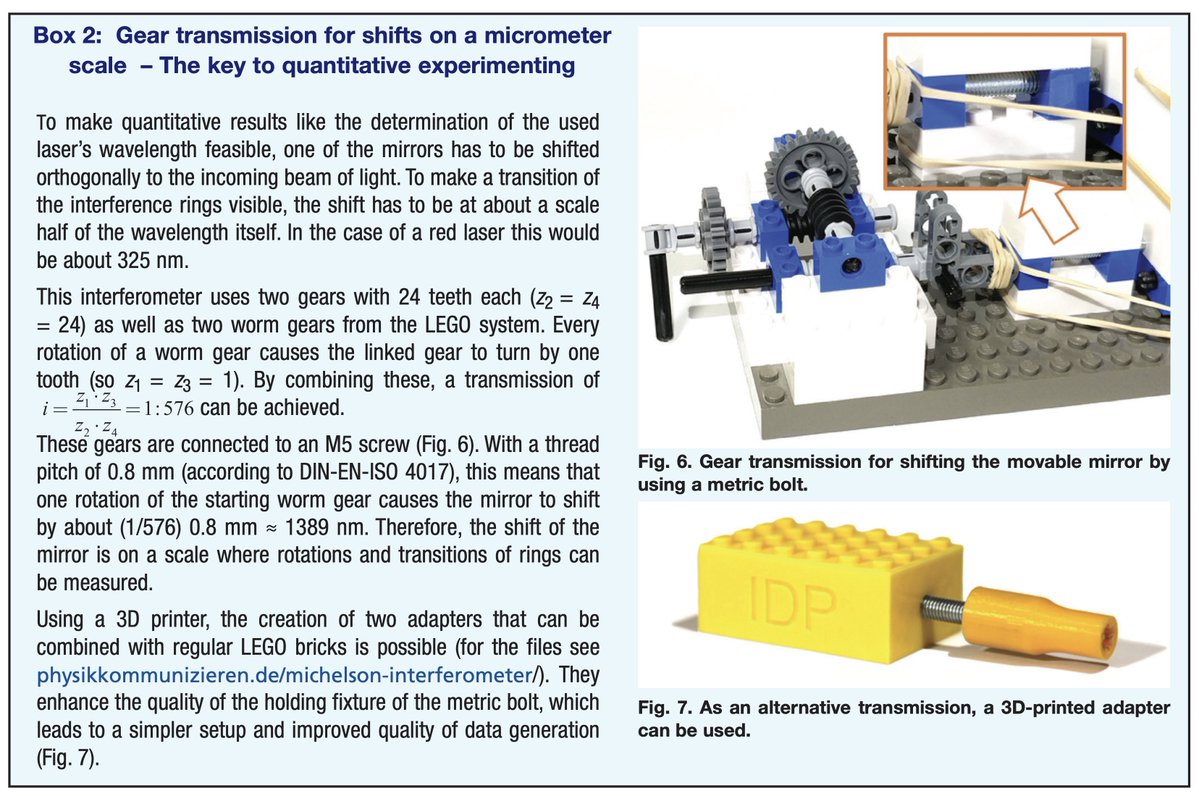 Box 2: Gear transmission for shifts on a micrometer
scale – The key to quantitative experimenting
To make quantitative results like the determination of the used
laser's wavelength feasible, one of the mirrors has to be shifted
orthogonally to the incoming beam of light. To make a transition of
the interference rings visible, the shift has to be at about a scale
half of the wavelength itself. In the case of a red laser this would
be about 325 nm.
This interferometer uses two gears with 24 teeth each (z2 = z4
= 24) as well as two worm gears from the LEGO system. Every
rotation of a worm gear causes the linked gear to turn by one
tooth (so z1 = z3 = 1). By combining these, a transmission of
i = z1 · z3 / z2 · z4 = 1 : 576 can be achieved.
These gears are connected to an M5 screw (Fig. 6). With a thread
pitch of 0.8 mm (according to DIN-EN-ISO 4017), this means that
one rotation of the starting worm gear causes the mirror to shift
by about (1/576) 0.8 mm ≈ 1389 nm. Therefore, the shift of the
mirror is on a scale where rotations and transitions of rings can
be measured.
Using a 3D printer, the creation of two adapters that can be
combined with regular LEGO bricks is possible (for the files see
physikkommunizieren.de/michelson-interferometer/). They
enhance the quality of the holding fixture of the metric bolt, which
leads to a simpler setup and improved quality of data generation
(Fig. 7).
Fig. 6. Gear transmission for shifting the movable mirror by
using a metric bolt.
IDP
Fig. 7. As an alternative transmission, a 3D-printed adapter
can be used.